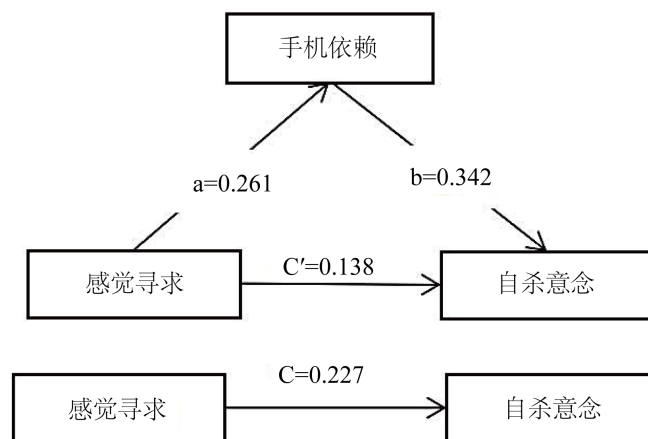 手机依赖
a=0.261
b=0.342
感觉寻求
C′=0.138
自杀意念
感觉寻求
C=0.227
自杀意念